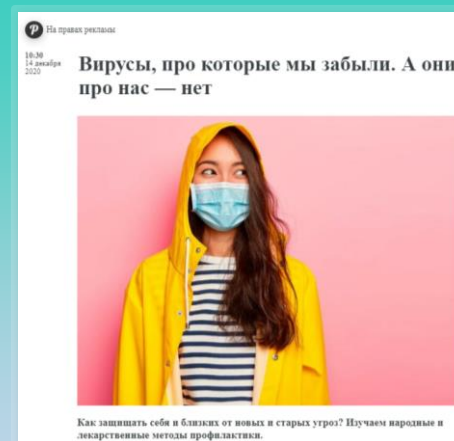 На правах рекламы
10:30
14 декабря
2020
Вирусы, про которые мы забыли. А они
про нас — нет
Как защищать себя и близких от новых и старых угроз? Изучаем народные и
лекарственные методы профилактики.